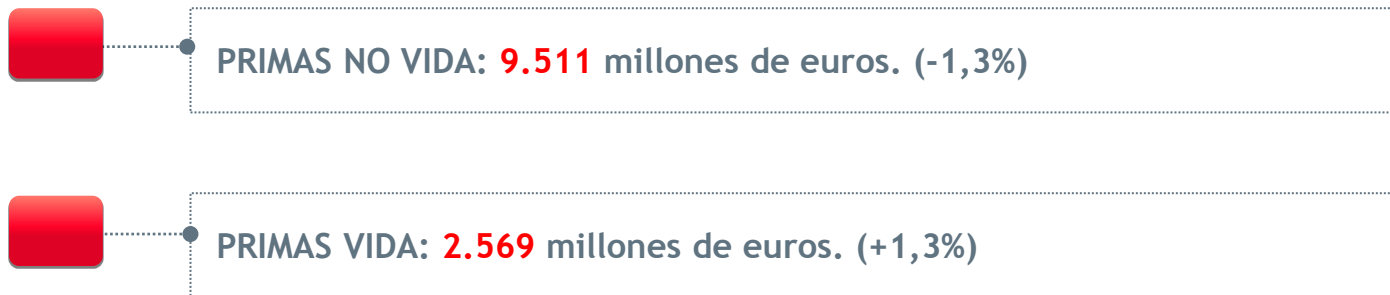 PRIMAS NO VIDA: 9.511 millones de euros. (-1,3%)
PRIMAS VIDA: 2.569 millones de euros. (+1,3%)